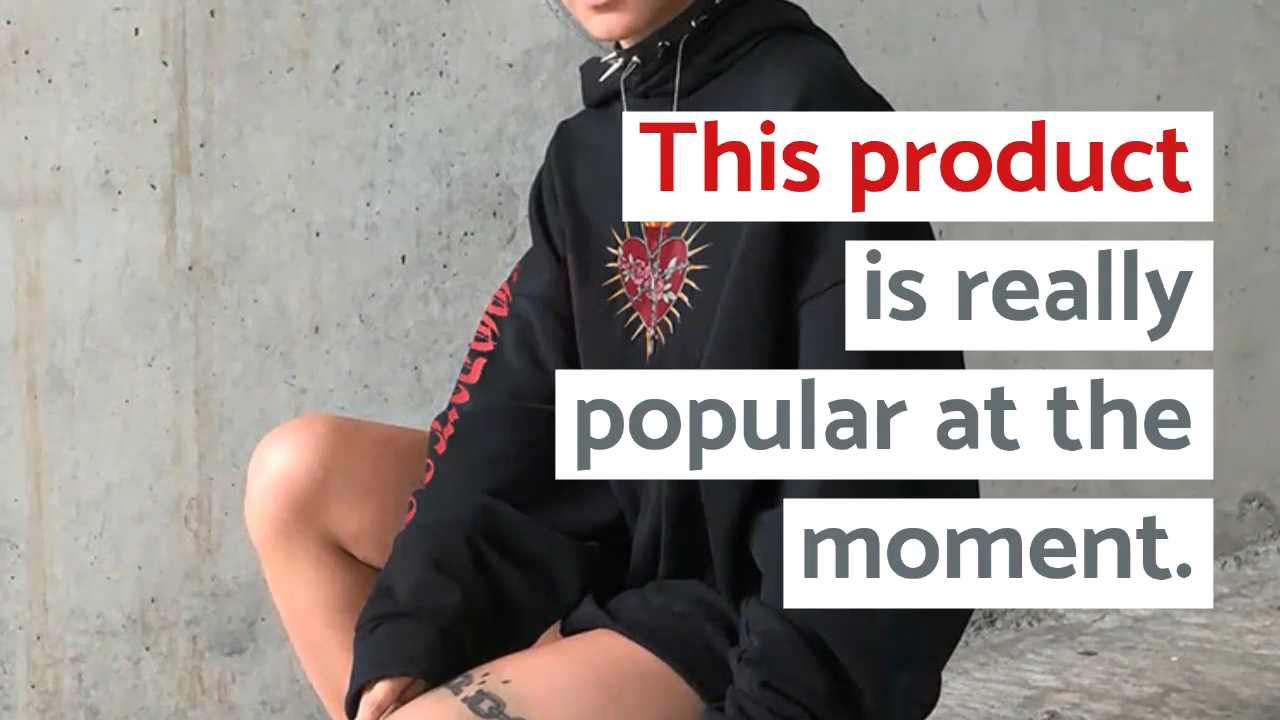 This product
is really
popular at the
moment.